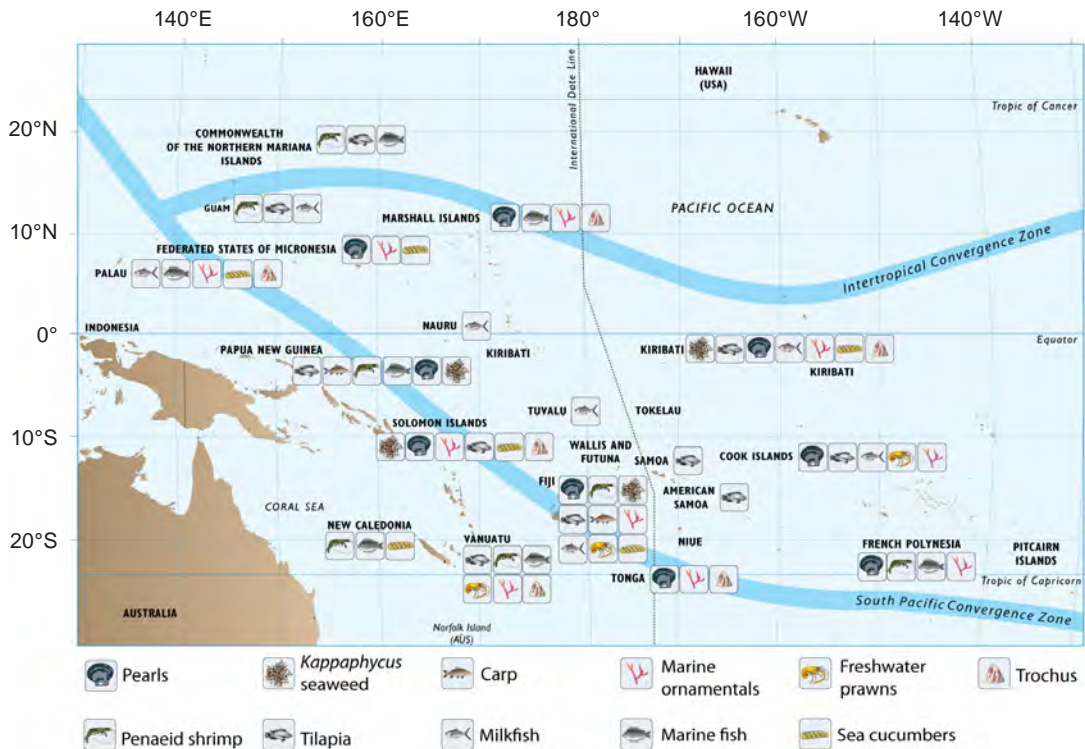 140°E 160°E 180° 160°W 140°W
International Date Line
HAWAII
(USA)
Tropic of Cancer
20°N
COMMONWEALTH
OF THE NORTHERN MARIANA
ISLANDS
GUAM
MARSHALL ISLANDS
PACIFIC OCEAN
10°N
FEDERATED STATES OF MICRONESIA
Intertropical Convergence Zone
PALAU
0°
INDONESIA
NAURU
Equator
PAPUA NEW GUINEA
KIRIBATI
KIRIBATI
KIRIBATI
TUVALU
TOKELAU
SOLOMON ISLANDS
10°S
WALLIS AND
FUTUNA
SAMOA
COOK ISLANDS
FIJI
AMERICAN
SAMOA
CORAL SEA
NEW CALEDONIA
VANUATU
NIUE
FRENCH POLYNESIA
PITCAIRN
ISLANDS
20°S
TONGA
Tropic of Capricorn
South Pacific Convergence Zone
AUSTRALIA
Norfolk Island
(AUS)
Pearls
Kappaphycus
seaweed
Carp
Marine
ornamentals
Freshwater
prawns
Trochus
Penaeid shrimp
Tilapia
Milkfish
Marine fish
Sea cucumbers